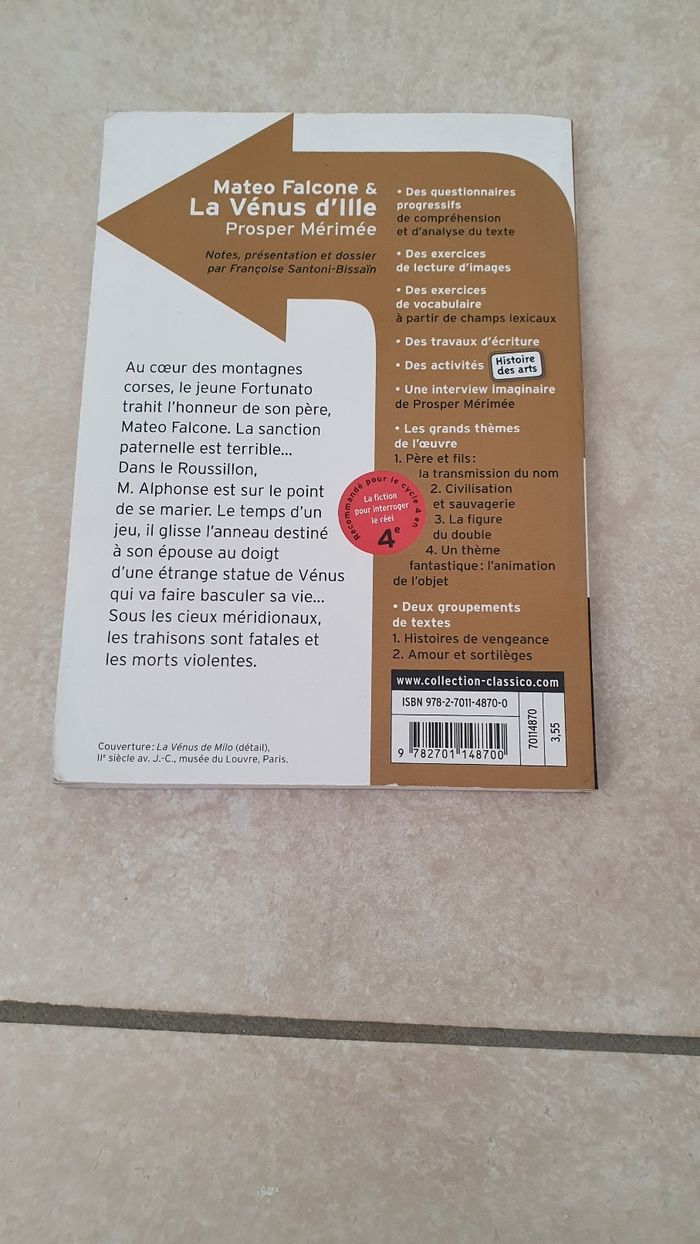 Mateo Falcone &
La Vénus d'Ille
Prosper Mérimée
Notes, présentation et dossier
par Françoise Santoni-Bissaïn
Au cœur des montagnes
corses, le jeune Fortunato
trahit l'honneur de son père,
Mateo Falcone. La sanction
paternelle est terrible...
Dans le Roussillon,
M. Alphonse est sur le point
de se marier. Le temps d'un
jeu, il glisse l'anneau destiné
à son épouse au doigt
d'une étrange statue de Vénus
qui va faire basculer sa vie...
Sous les cieux méridionaux,
les trahisons sont fatales et
les morts violentes.
Couverture : La Vénus de Milo (détail),
IIe siècle av. J.-C., musée du Louvre, Paris.
Recommandé pour le cycle 4 en
La fiction
pour interroger
le réel
4e
• Des questionnaires
progressifs
de compréhension
et d'analyse du texte
• Des exercices
de lecture d'images
• Des exercices
de vocabulaire
à partir de champs lexicaux
• Des travaux d'écriture
• Des activités Histoire
des arts
• Une interview imaginaire
de Prosper Mérimée
• Les grands thèmes
de l'œuvre
1. Père et fils :
la transmission du nom
2. Civilisation
et sauvagerie
3. La figure
du double
4. Un thème
fantastique : l'animation
de l'objet
• Deux groupements
de textes
1. Histoires de vengeance
2. Amour et sortilèges
www.collection-classico.com
ISBN 978-2-7011-4870-0
9 782701 148700
70114870
3,55